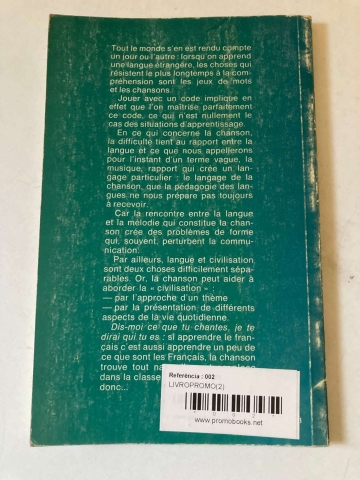 Tout le monde s'en est rendu compte
un jour ou l'autre : lorsqu'on apprend
une langue étrangère, les choses qui
résistent le plus longtemps à la com-
préhension sont les jeux de mots
et les chansons.
Jouer avec un code implique en
effet que l'on maîtrise parfaitement
ce code, ce qui n'est nullement le
cas des situations d'apprentissage.
En ce qui concerne la chanson,
la difficulté tient au rapport entre la
langue et ce que nous appellerons
pour l'instant d'un terme vague, la
musique, rapport qui crée un lan-
gage particulier : le langage de la
chanson, que la pédagogie des lan-
gues ne nous prépare pas toujours
à recevoir.
Car la rencontre entre la langue
et la mélodie qui constitue la chan-
son crée des problèmes de forme
qui, souvent, perturbent la commu-
nication.
Par ailleurs, langue et civilisation
sont deux choses difficilement sépa-
rables. Or, la chanson peut aider à
aborder la « civilisation » :
— par l'approche d'un thème
— par la présentation de différents
aspects de la vie quotidienne.
Dis-moi ce que tu chantes, je te
dirai qui tu es : si apprendre le fran-
çais c'est aussi apprendre un peu de
ce que sont les Français, la chanson
trouve tout na
dans la classe
donc...
Referência : 002
LIVROPROMO(2)
www.promobooks.net